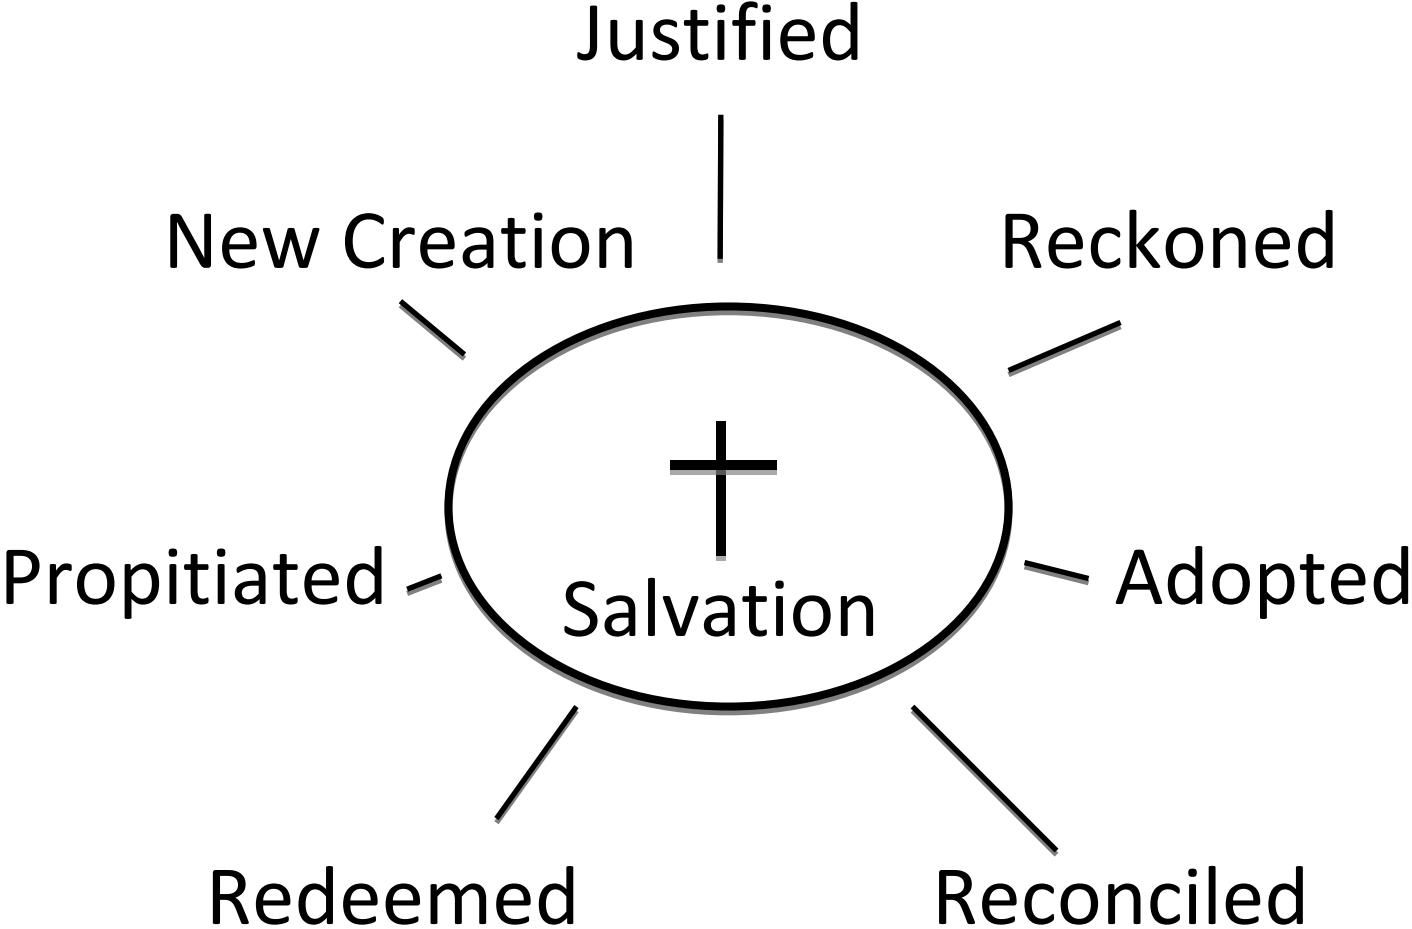 Justified
New Creation
Reckoned
Propitiated
Adopted
Salvation
Redeemed
Reconciled